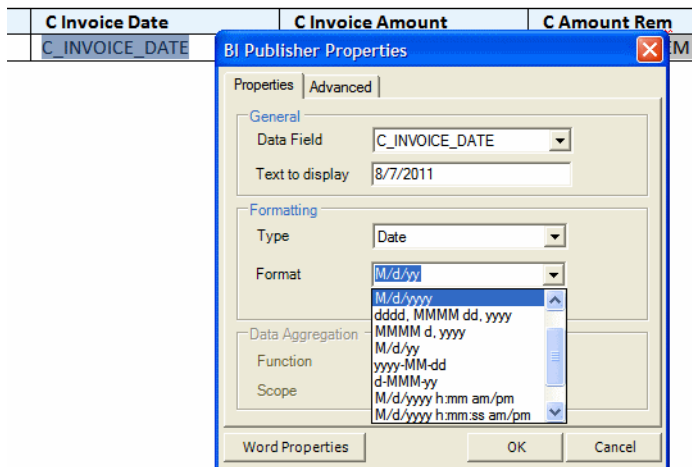 C Invoice Date C Invoice Amount C Amount Rem
C_INVOICE_DATE EM
BI Publisher Properties
Properties Advanced
General
Data Field C_INVOICE_DATE
Text to display 8/7/2011
Formatting
Type Date
Format M/d/yy
M/d/yyyy
dddd, MMMM dd, yyyy
MMMM d, yyyy
M/d/yy
yyyy-MM-dd
d-MMM-yy
M/d/yyyy h:mm am/pm
M/d/yyyy h:mm:ss am/pm
Data Aggregation
Function
Scope
Word Properties OK Cancel